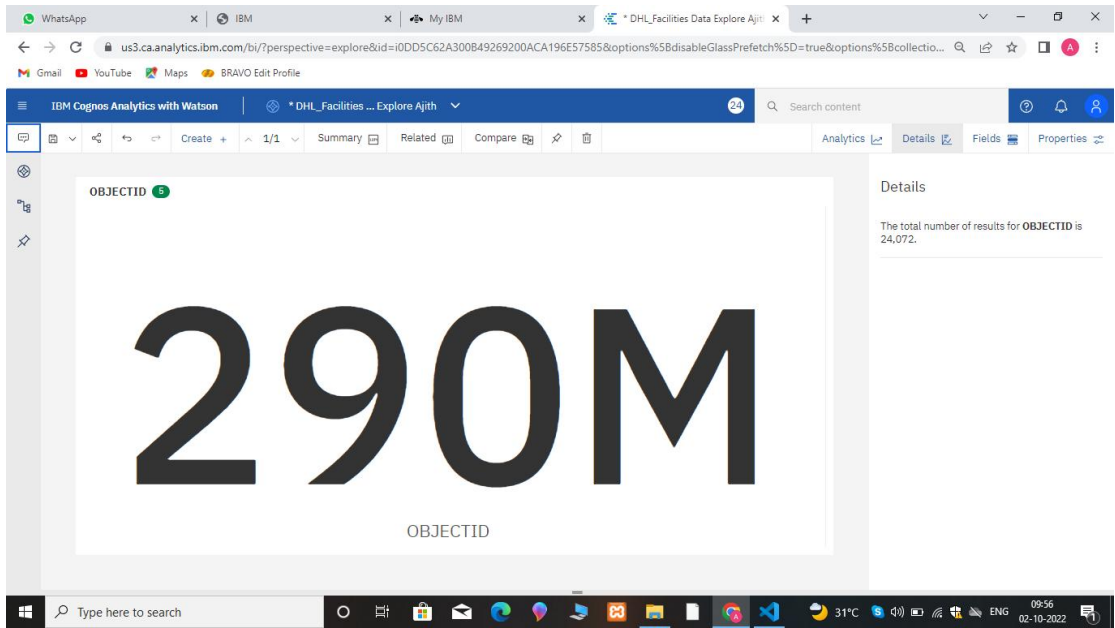 WhatsApp
IBM
My IBM
* DHL_Facilities Data Explore Ajit
us3.ca.analytics.ibm.com/bi/?perspective=explore&id=i0DD5C62A300B49269200ACA196E57585&options%5BdisableGlassPrefetch%5D=true&options%5Bcollectio...
A
Gmail
YouTube
Maps
BRAVO Edit Profile
IBM Cognos Analytics with Watson
* DHL_Facilities ... Explore Ajith
24
Search content
Create +
1/1
Summary
Related
Compare
Analytics
Details
Fields
Properties
OBJECTID 5
290M
OBJECTID
Details
The total number of results for OBJECTID is
24,072.
Type here to search
31°C
ENG
09:56
02-10-2022
1